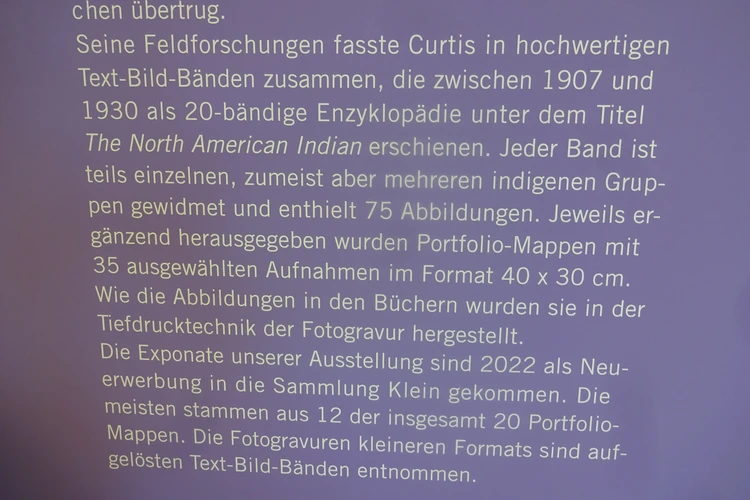 chen übertrug.
Seine Feldforschungen fasste Curtis in hochwertigen
Text-Bild-Bänden zusammen, die zwischen 1907 und
1930 als 20-bändige Enzyklopädie unter dem Titel
The North American Indian erschienen. Jeder Band ist
teils einzelnen, zumeist aber mehreren indigenen Grup-
pen gewidmet und enthielt 75 Abbildungen. Jeweils er-
gänzend herausgegeben wurden Portfolio-Mappen mit
35 ausgewählten Aufnahmen im Format 40 x 30 cm.
Wie die Abbildungen in den Büchern wurden sie in der
Tiefdrucktechnik der Fotogravur hergestellt.
Die Exponate unserer Ausstellung sind 2022 als Neu-
erwerbung in die Sammlung Klein gekommen. Die
meisten stammen aus 12 der insgesamt 20 Portfolio-
Mappen. Die Fotogravuren kleineren Formats sind auf-
gelösten Text-Bild-Bänden entnommen.